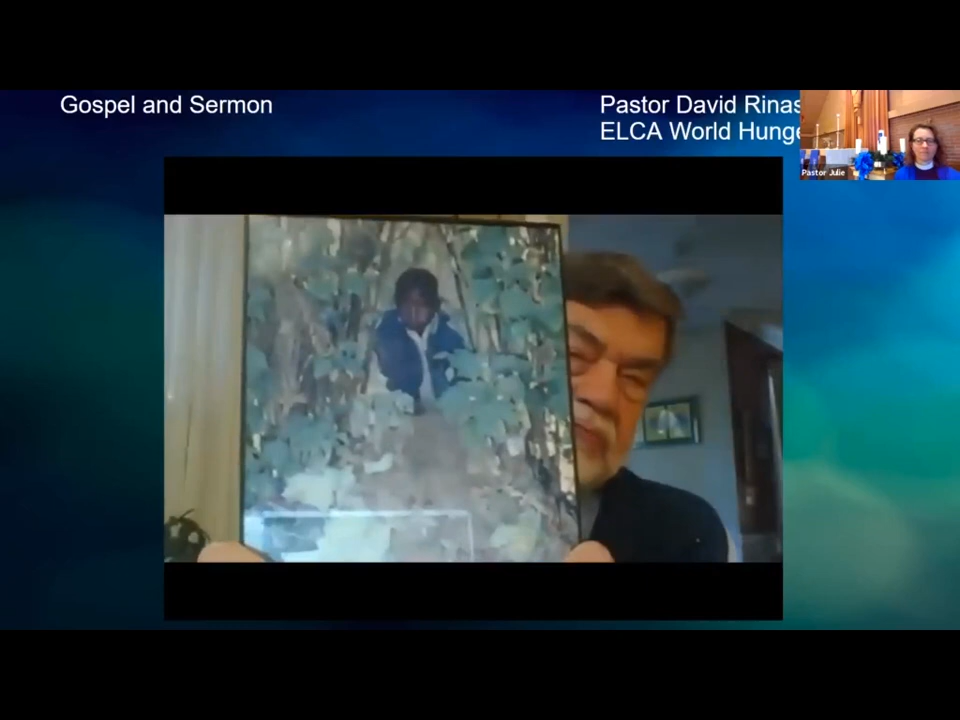 Gospel and Sermon
Pastor David Rinas
ELCA World Hunge
Pastor Julie